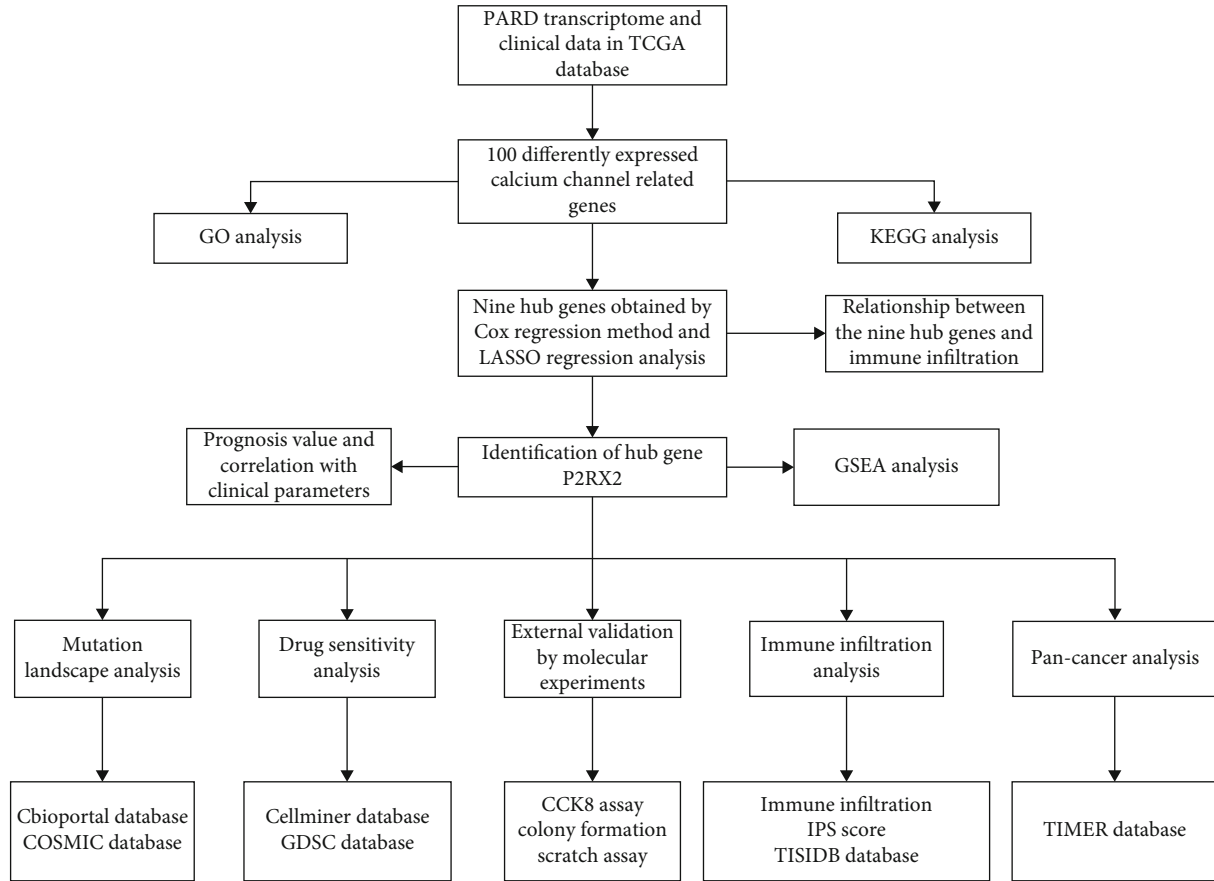 PARD transcriptome and
clinical data in TCGA
database
100 differently expressed
calcium channel related
genes
GO analysis
KEGG analysis
Nine hub genes obtained by
Cox regression method and
LASSO regression analysis
Relationship between
the nine hub genes and
immune infiltration
Prognosis value and
correlation with
clinical parameters
Identification of hub gene
P2RX2
GSEA analysis
Mutation
landscape analysis
Drug sensitivity
analysis
External validation
by molecular
experiments
Immune infiltration
analysis
Pan-cancer analysis
Cbioportal database
COSMIC database
Cellminer database
GDSC database
CCK8 assay
colony formation
scratch assay
Immune infiltration
IPS score
TISIDB database
TIMER database